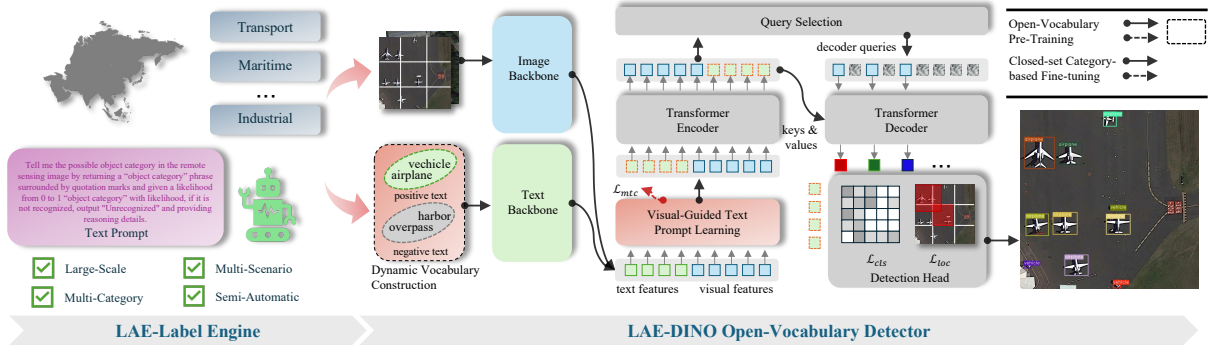 Transport
Maritime
...
Industrial
Tell me the possible object category in the remote
sensing image by returning a "object category" phrase
surrounded by quotation marks and given a likelihood
from 0 to 1 "object category" with likelihood, if it is
not recognized, output "Unrecognized" and providing
reasoning details.
Text Prompt
Large-Scale
Multi-Scenario
Multi-Category
Semi-Automatic
LAE-Label Engine
Image
Backbone
vechicle
airplane
positive text
harbor
overpass
negative text
Dynamic Vocabulary
Construction
Text
Backbone
Query Selection
decoder queries
Transformer
Encoder
keys &
values
Transformer
Decoder
...
ℒmtc
Visual-Guided Text
Prompt Learning
text features
visual features
ℒcls
ℒloc
Detection Head
Open-Vocabulary
Pre-Training
Closed-set Category-
based Fine-tuning
airplane
airplane
vehicle
vehicle
LAE-DINO Open-Vocabulary Detector